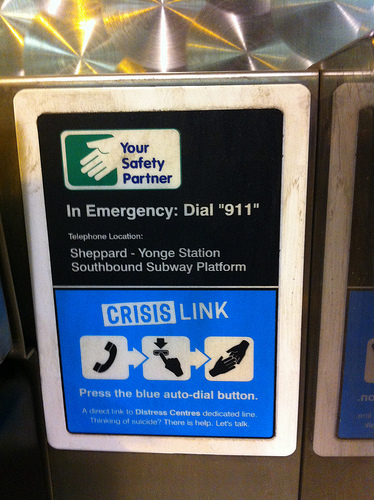 Your
Safety
Partner
In Emergency: Dial "911"
Telephone Location:
Sheppard - Yonge Station
Southbound Subway Platform
CRISIS LINK
Press the blue auto-dial button.
A direct link to Distress Centres dedicated line.
Thinking of suicide? There is help. Let's talk.